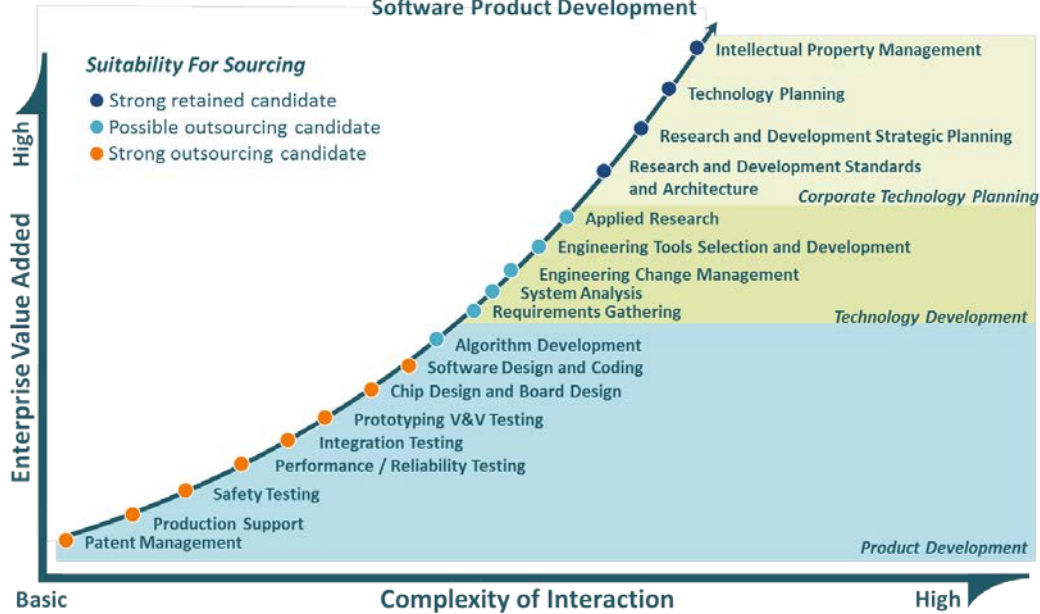 Software Product Development
Suitability For Sourcing
Strong retained candidate
Possible outsourcing candidate
Strong outsourcing candidate
High
Enterprise Value Added
Intellectual Property Management
Technology Planning
Research and Development Strategic Planning
Research and Development Standards
and Architecture
Corporate Technology Planning
Applied Research
Engineering Tools Selection and Development
Engineering Change Management
System Analysis
Requirements Gathering
Technology Development
Algorithm Development
Software Design and Coding
Chip Design and Board Design
Prototyping V&V Testing
Integration Testing
Performance / Reliability Testing
Safety Testing
Production Support
Patent Management
Product Development
Basic
Complexity of Interaction
High